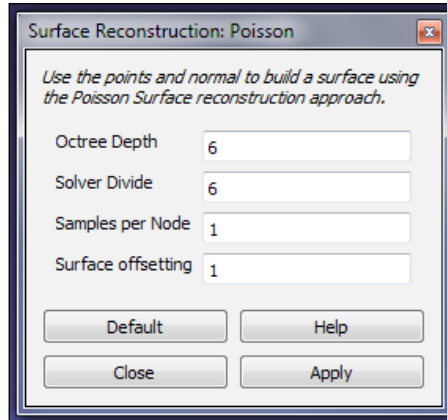 Surface Reconstruction: Poisson
Use the points and normal to build a surface using
the Poisson Surface reconstruction approach.
Octree Depth 6
Solver Divide 6
Samples per Node 1
Surface offsetting 1
Default Help
Close Apply